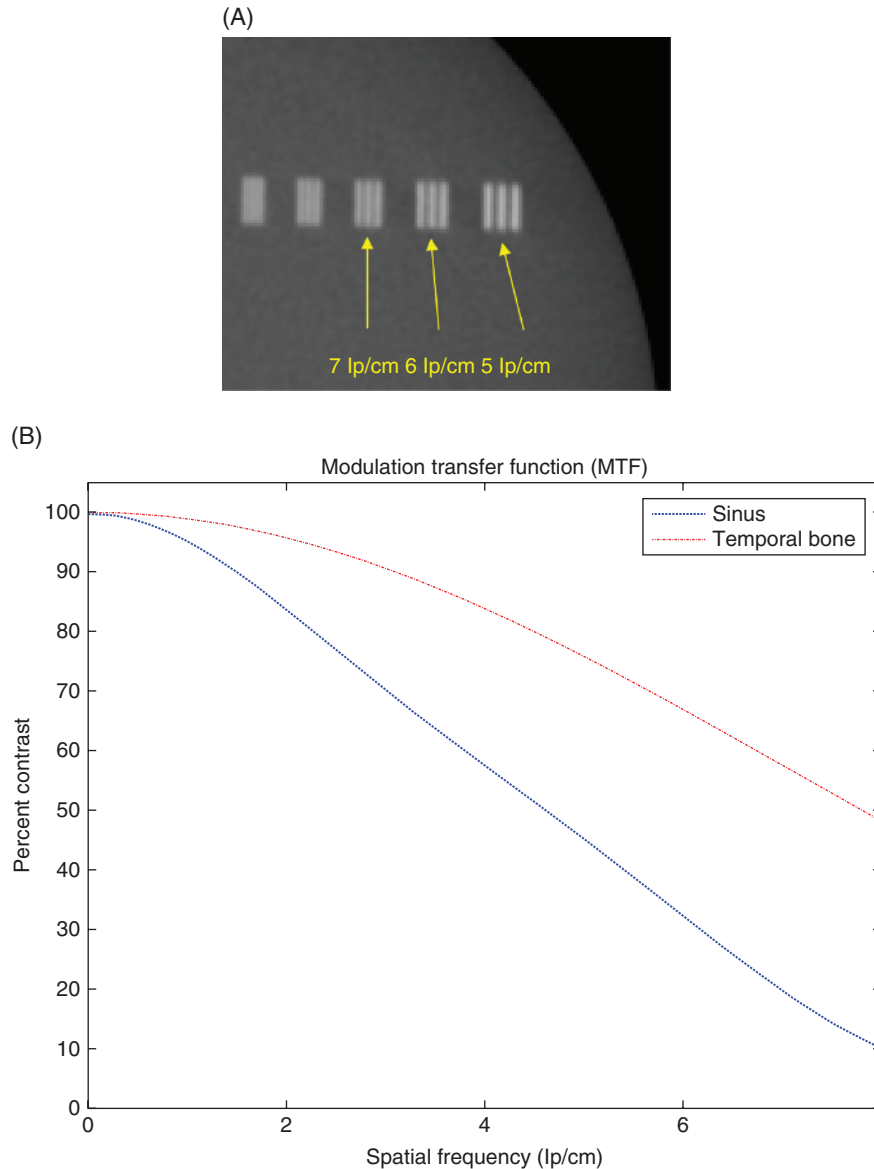 (A)
7 lp/cm 6 lp/cm 5 lp/cm
(B)
Modulation transfer function (MTF)
Sinus
Temporal bone
100
90
80
70
60
50
40
30
20
10
0
Percent contrast
0 2 4 6
Spatial frequency (lp/cm)